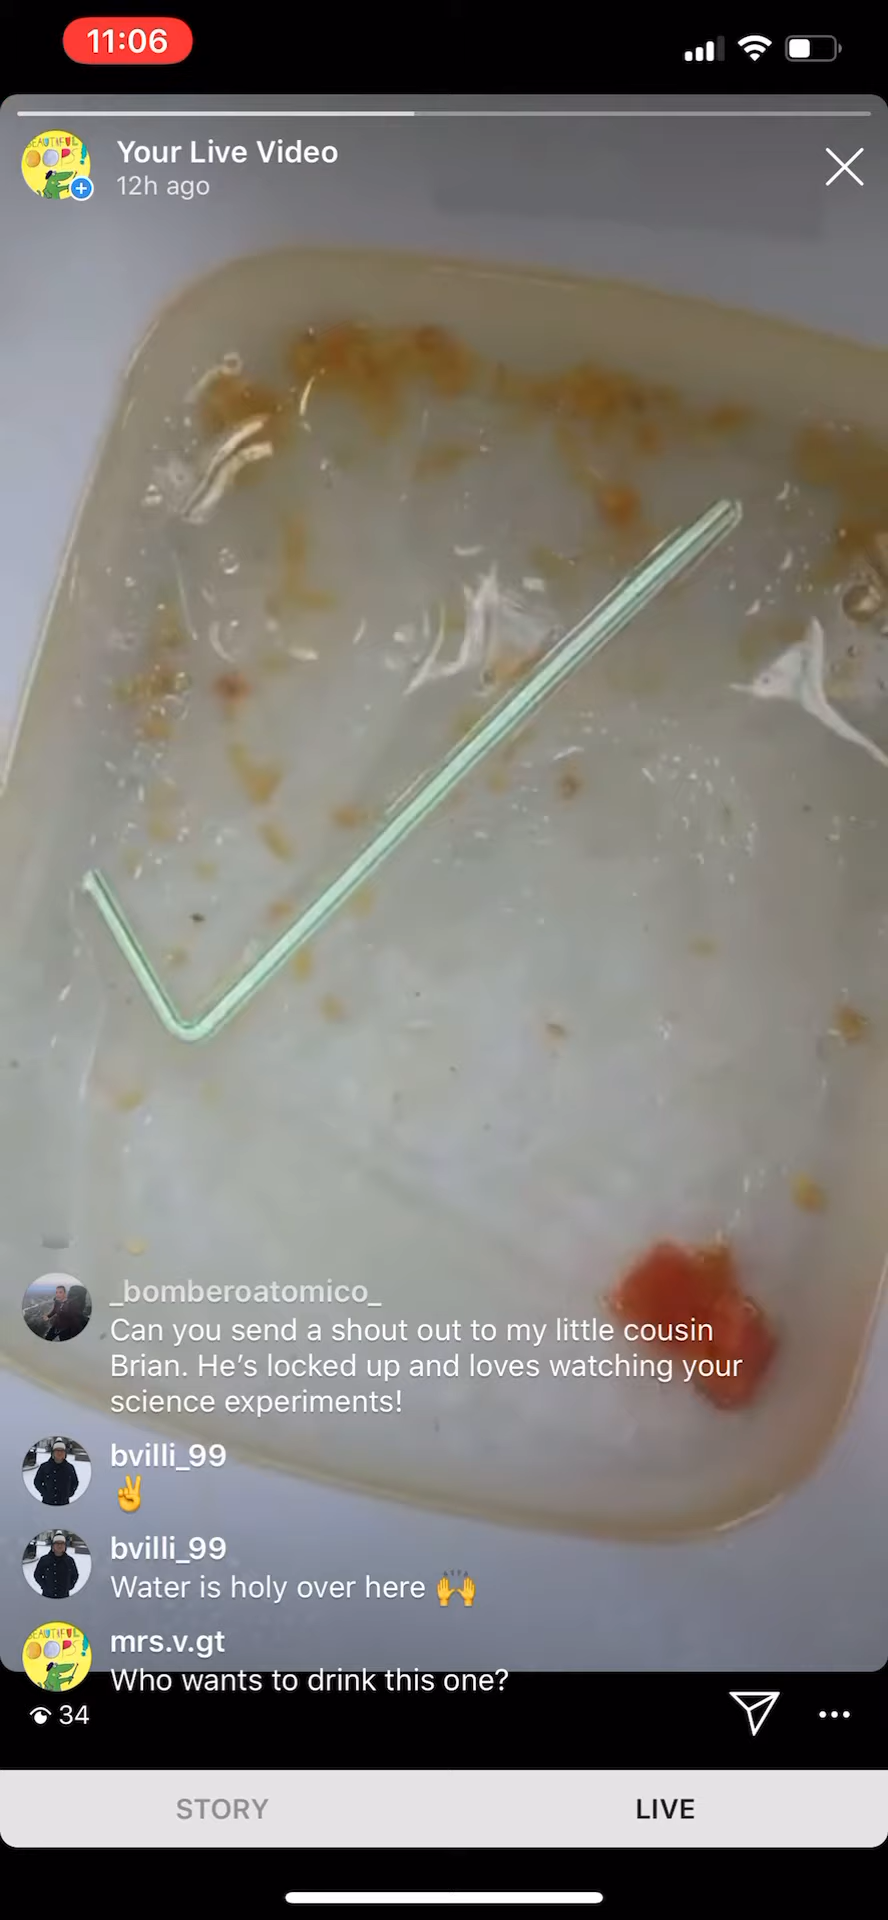 11:06
Your Live Video
12h ago
_bomberoatomico_
Can you send a shout out to my little cousin
Brian. He’s locked up and loves watching your
science experiments!
bvilli_99
✌️
bvilli_99
Water is holy over here 🙌
mrs.v.gt
Who wants to drink this one?
34
STORY
LIVE